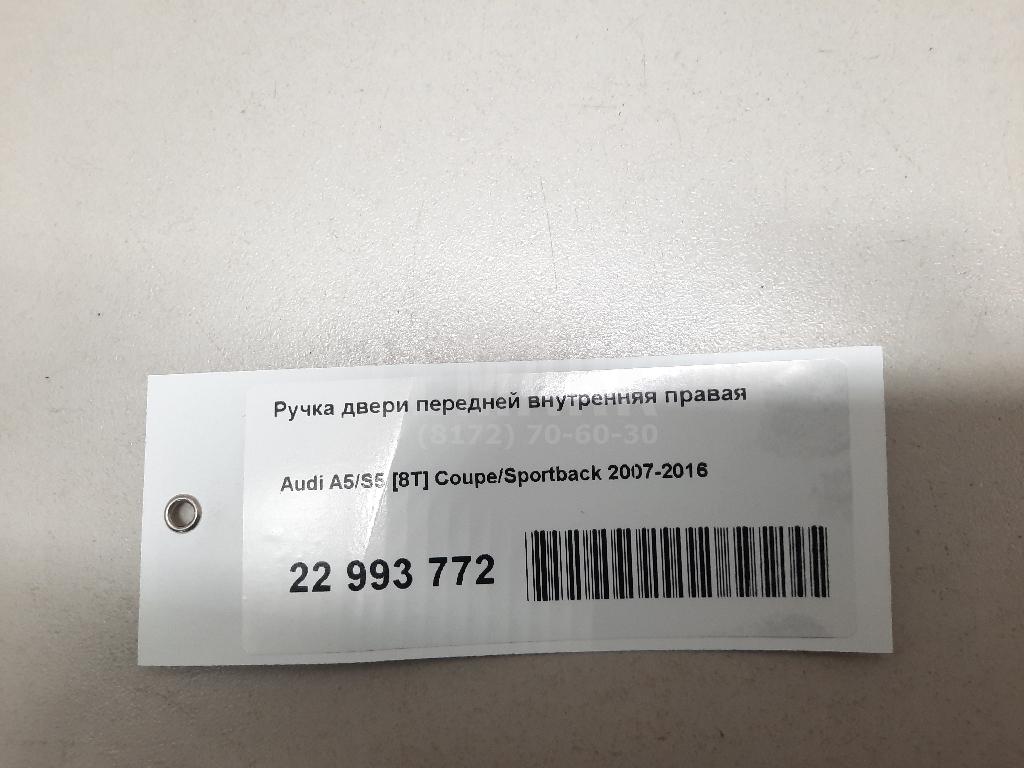 Ручка двери передней внутренняя правая
(8172) 70-60-30
Audi A5/S5 [8T] Coupe/Sportback 2007-2016
22 993 772